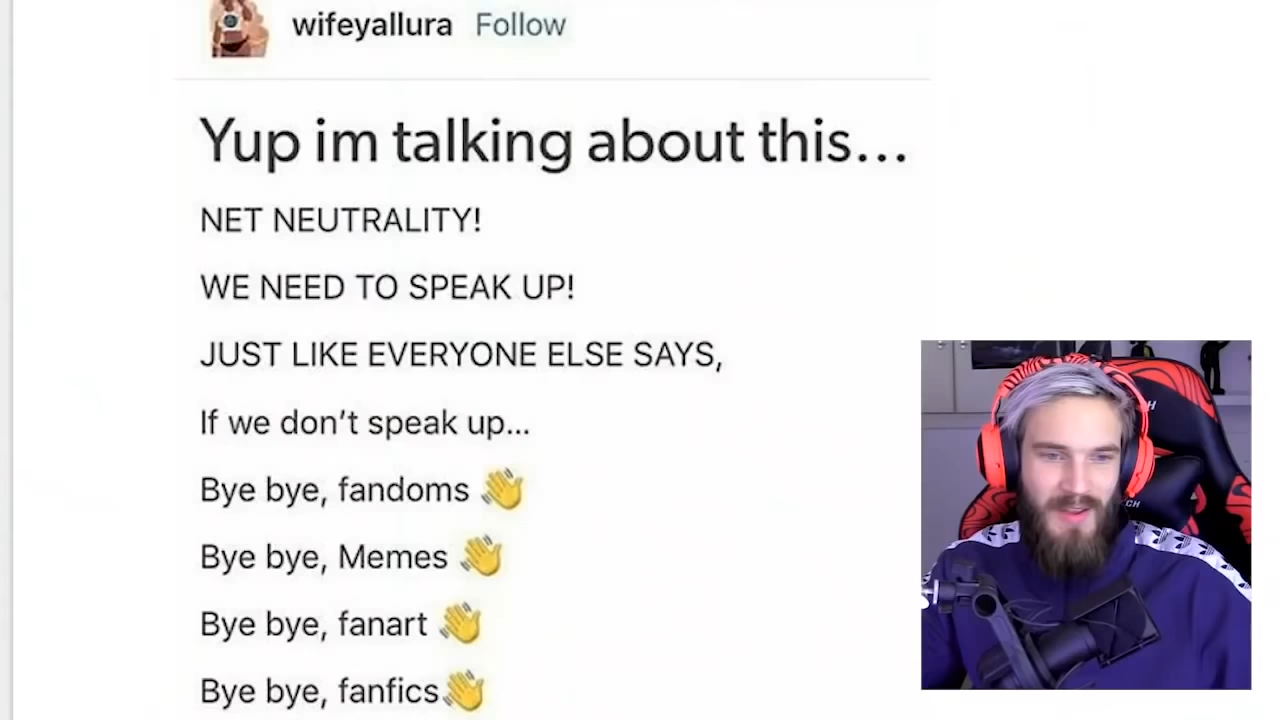 wifeyallura Follow
Yup im talking about this...
NET NEUTRALITY!
WE NEED TO SPEAK UP!
JUST LIKE EVERYONE ELSE SAYS,
If we don’t speak up...
Bye bye, fandoms 👋
Bye bye, Memes 👋
Bye bye, fanart 👋
Bye bye, fanfics👋